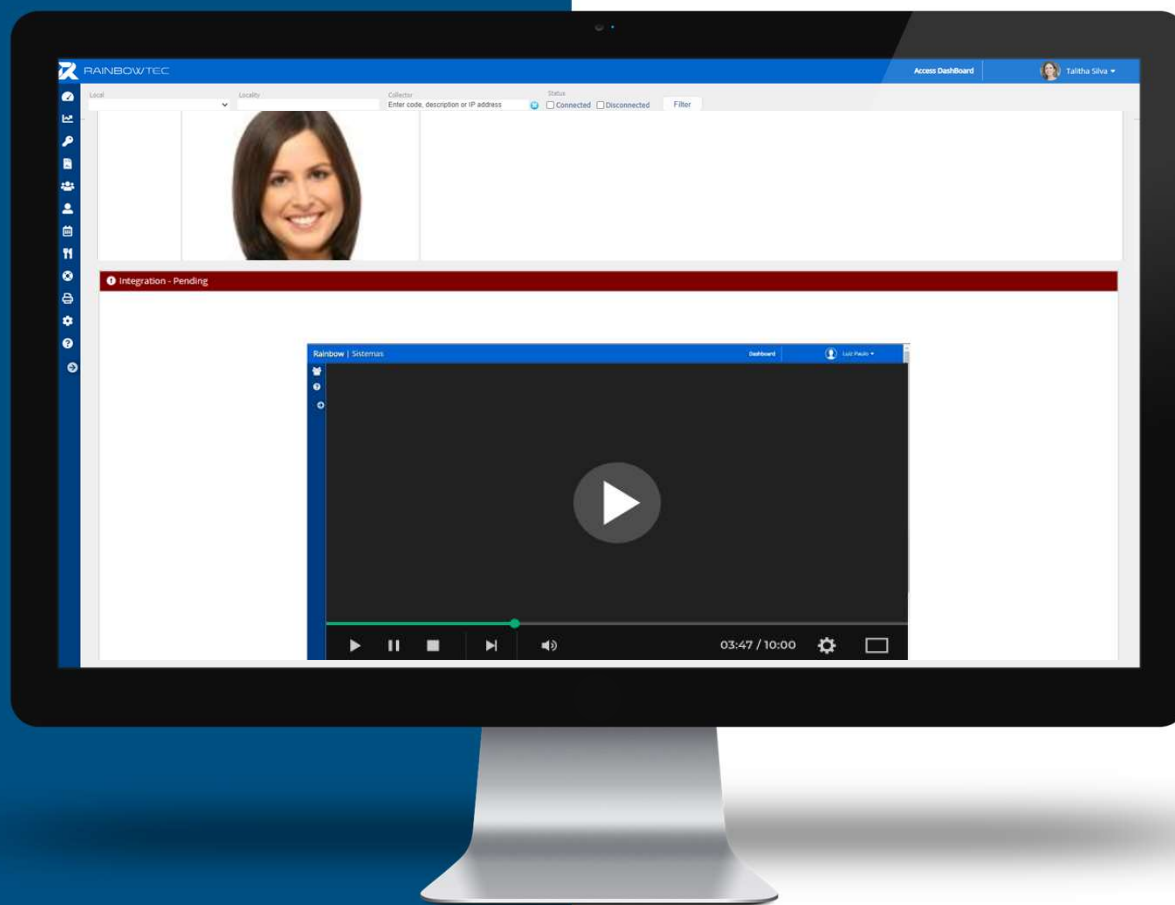 RAINBOWTEC
Access DashBoard
Talitha Silva
Local
Locality
Collector
Status
Enter code, description or IP address
Connected
Disconnected
Filter
Integration - Pending
Rainbow | Sistemas
Dashboard
Luiz Paulo
03:47 / 10:00